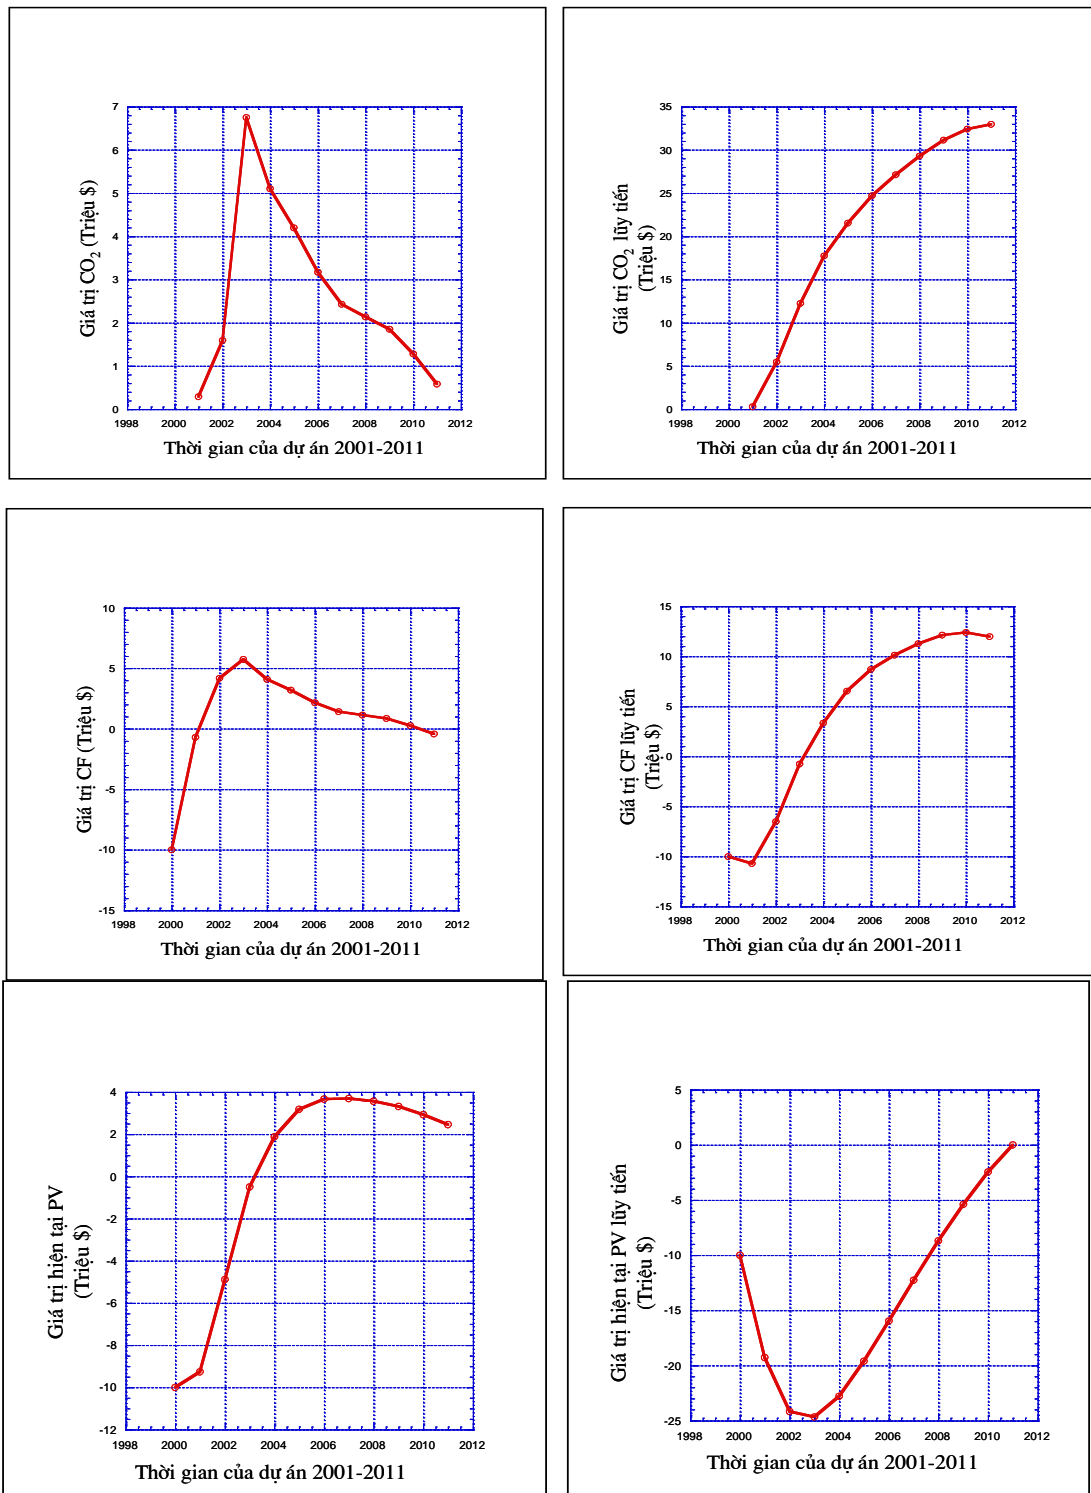 Giá trị CO₂ (Triệu $)
7
6
5
4
3
2
1
0
1998 2000 2002 2004 2006 2008 2010 2012
Thời gian của dự án 2001-2011
Giá trị CO₂ lũy tiến
(Triệu $)
35
30
25
20
15
10
5
0
1998 2000 2002 2004 2006 2008 2010 2012
Thời gian của dự án 2001-2011
Giá trị CF (Triệu $)
10
5
0
-5
-10
-15
1998 2000 2002 2004 2006 2008 2010 2012
Thời gian của dự án 2001-2011
Giá trị CF lũy tiến
(Triệu $)
15
10
5
0
-5
-10
-15
1998 2000 2002 2004 2006 2008 2010 2012
Thời gian của dự án 2001-2011
Giá trị hiện tại PV
(Triệu $)
4
2
0
-2
-4
-6
-8
-10
-12
1998 2000 2002 2004 2006 2008 2010 2012
Thời gian của dự án 2001-2011
Giá trị hiện tại PV lũy tiến
(Triệu $)
5
0
-5
-10
-15
-20
-25
1998 2000 2002 2004 2006 2008 2010 2012
Thời gian của dự án 2001-2011